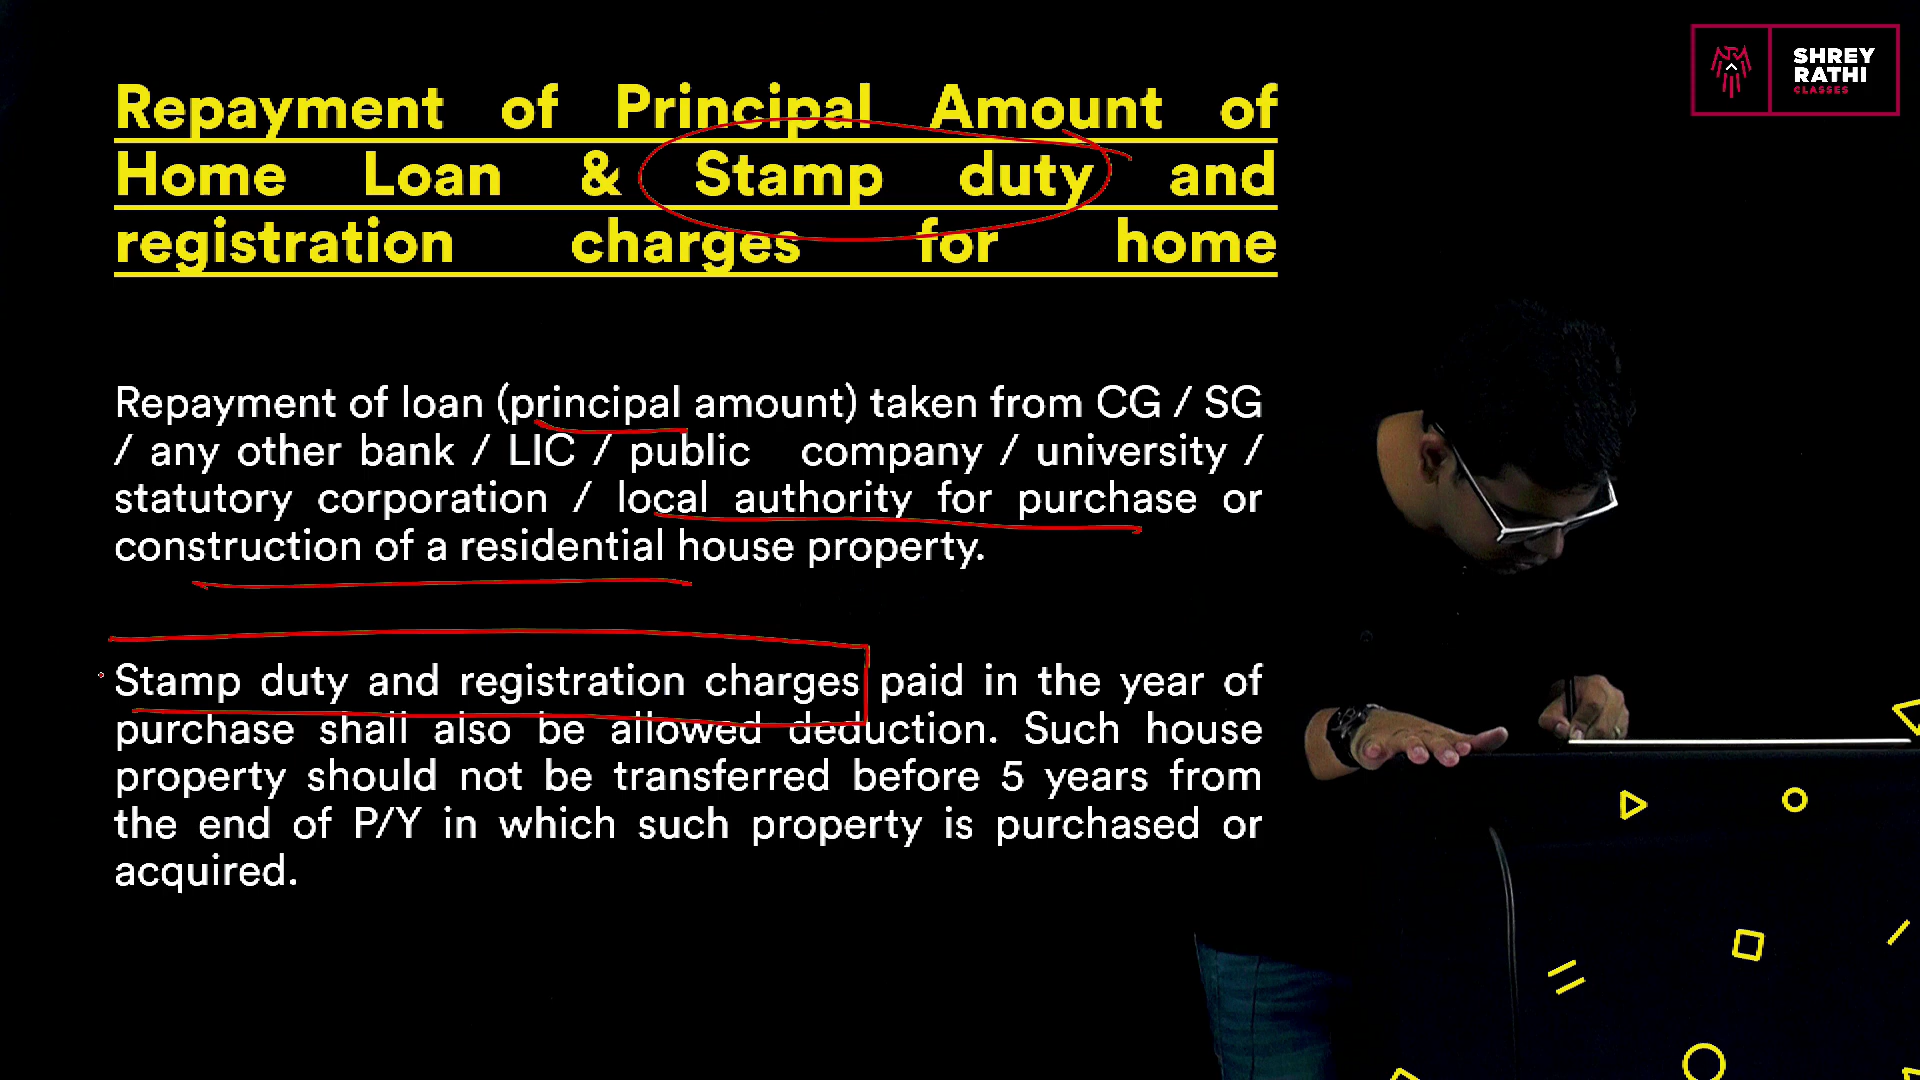 SHREY
RATHI
CLASSES
Repayment of Principal Amount of
Home Loan & Stamp duty and
registration charges for home
Repayment of loan (principal amount) taken from CG / SG
/ any other bank / LIC / public company / university /
statutory corporation / local authority for purchase or
construction of a residential house property.
Stamp duty and registration charges paid in the year of
purchase shall also be allowed deduction. Such house
property should not be transferred before 5 years from
the end of P/Y in which such property is purchased or
acquired.